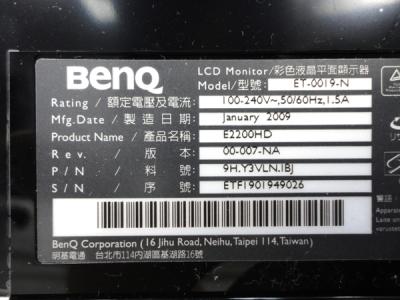 BenQ
LCD Monitor/彩色液晶平面顯示器
Model/型號: ET-0019-N
Rating / 額定電壓及電流: 100-240V~,50/60Hz,1.5A
Mfg.Date / 製造日期: January 2009
Product Name / 產品名稱: E2200HD
Rev. / 版本: 00-007-NA
P/N / 料號: 9H.Y3VLN.IBJ
S/N / 序號: ETF1901949026
BenQ Corporation (16 Jihu Road, Neihu, Taipei 114, Taiwan)
明基電通 台北市114內湖區基湖路16號
警語
Apparei
Laisser